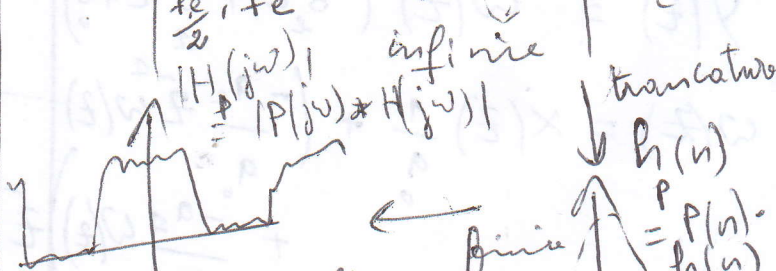 fe/2, fe
infinie
|H(jω)|
troncature
p
= |P(jω) * H(jω)|
h(n)
p
= p(n).
finie
h(n)